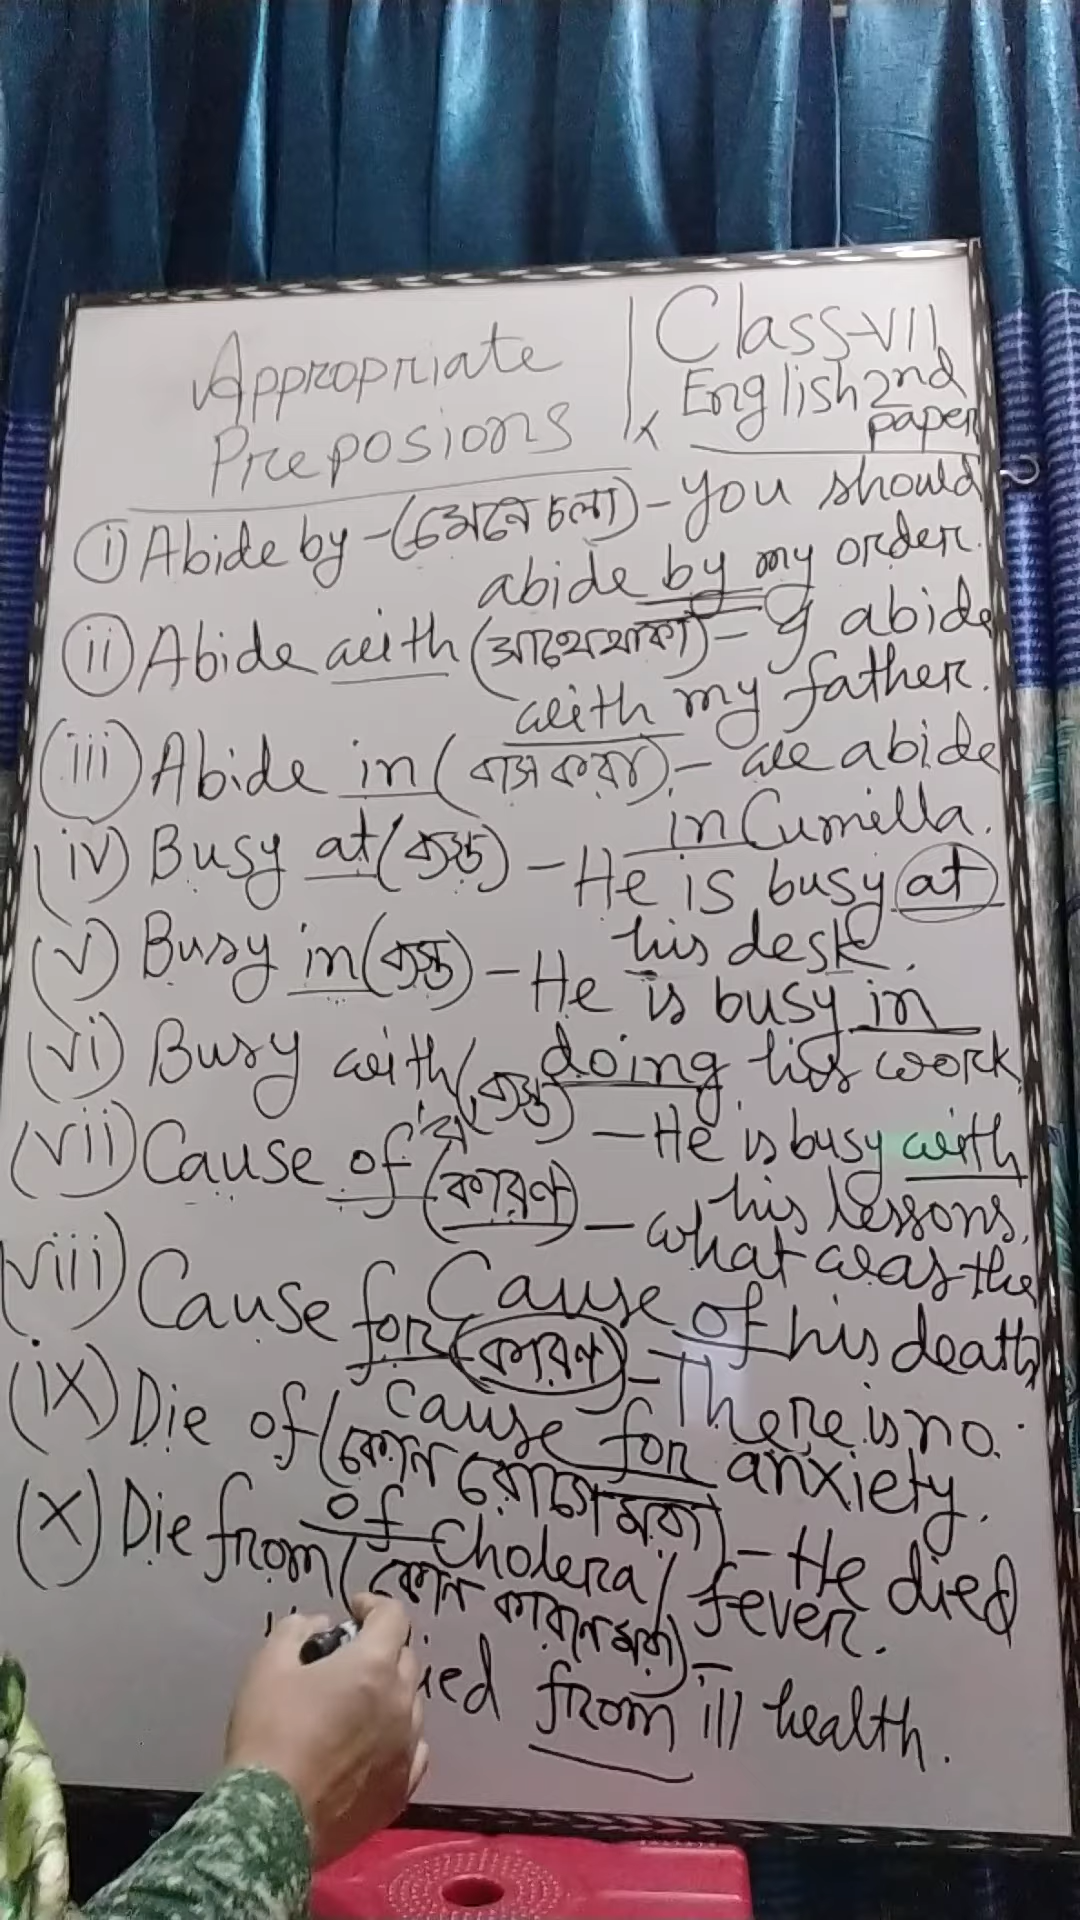 Appropriate
Preposions
Class-VII
English 2nd
paper
(i) Abide by - (মেনে চলা) - you should
abide by my order.
(ii) Abide with (সাথে থাকা) - I abide
with my father.
(iii) Abide in (বাস করা) - we abide
in Cumilla.
(iv) Busy at (ব্যস্ত) - He is busy at
his desk.
(v) Busy in (ব্যস্ত) - He is busy in
doing his work.
(vi) Busy with (ব্যস্ত) - He is busy with
his lessons.
(vii) Cause of (কারণ) - what was the
Cause of his death
(viii) Cause for (কারণ) - There is no
cause for anxiety.
(ix) Die of (কোন রোগে মরা) - He died
of Cholera / fever.
(x) Die from (কোন কারনে মরা) -
died from ill health.